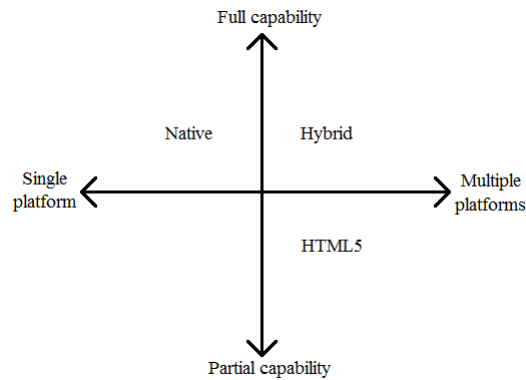 Full capability
Native
Hybrid
Single
platform
Multiple
platforms
HTML5
Partial capability